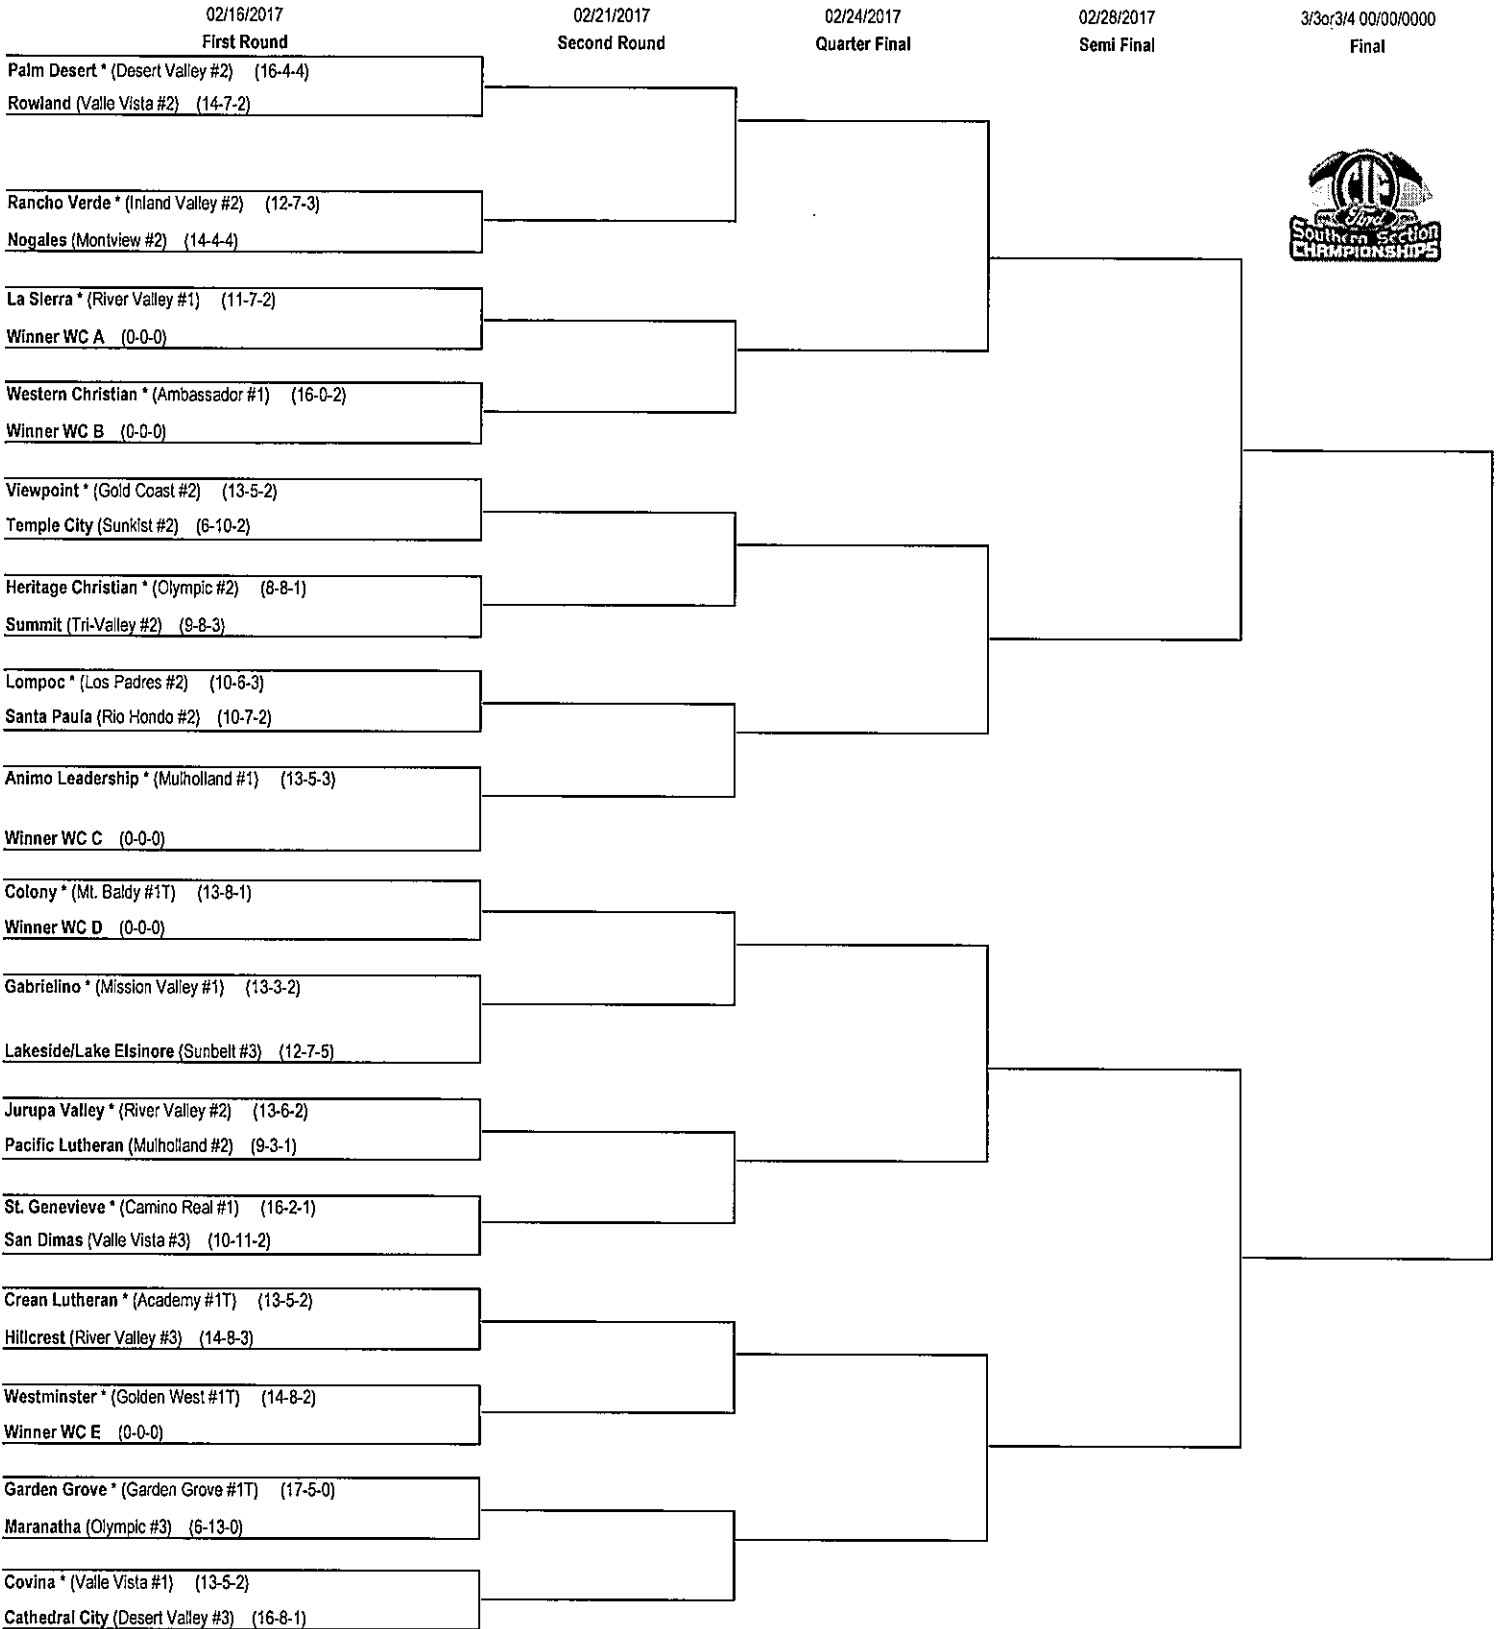 02/16/2017
First Round
02/21/2017
Second Round
02/24/2017
Quarter Final
02/28/2017
Semi Final
3/3or3/4 00/00/0000
Final
Palm Desert * (Desert Valley #2) (16-4-4)
Rowland (Valle Vista #2) (14-7-2)
Rancho Verde * (Inland Valley #2) (12-7-3)
Nogales (Montview #2) (14-4-4)
CIF
Ford
Southern Section
CHAMPIONSHIPS
La Sierra * (River Valley #1) (11-7-2)
Winner WC A (0-0-0)
Western Christian * (Ambassador #1) (16-0-2)
Winner WC B (0-0-0)
Viewpoint * (Gold Coast #2) (13-5-2)
Temple City (Sunkist #2) (6-10-2)
Heritage Christian * (Olympic #2) (8-8-1)
Summit (Tri-Valley #2) (9-8-3)
Lompoc * (Los Padres #2) (10-6-3)
Santa Paula (Rio Hondo #2) (10-7-2)
Animo Leadership * (Mulholland #1) (13-5-3)
Winner WC C (0-0-0)
Colony * (Mt. Baldy #1T) (13-8-1)
Winner WC D (0-0-0)
Gabrielino * (Mission Valley #1) (13-3-2)
Lakeside/Lake Elsinore (Sunbelt #3) (12-7-5)
Jurupa Valley * (River Valley #2) (13-6-2)
Pacific Lutheran (Mulholland #2) (9-3-1)
St. Genevieve * (Camino Real #1) (16-2-1)
San Dimas (Valle Vista #3) (10-11-2)
Crean Lutheran * (Academy #1T) (13-5-2)
Hillcrest (River Valley #3) (14-8-3)
Westminster * (Golden West #1T) (14-8-2)
Winner WC E (0-0-0)
Garden Grove * (Garden Grove #1T) (17-5-0)
Maranatha (Olympic #3) (6-13-0)
Covina * (Valle Vista #1) (13-5-2)
Cathedral City (Desert Valley #3) (16-8-1)